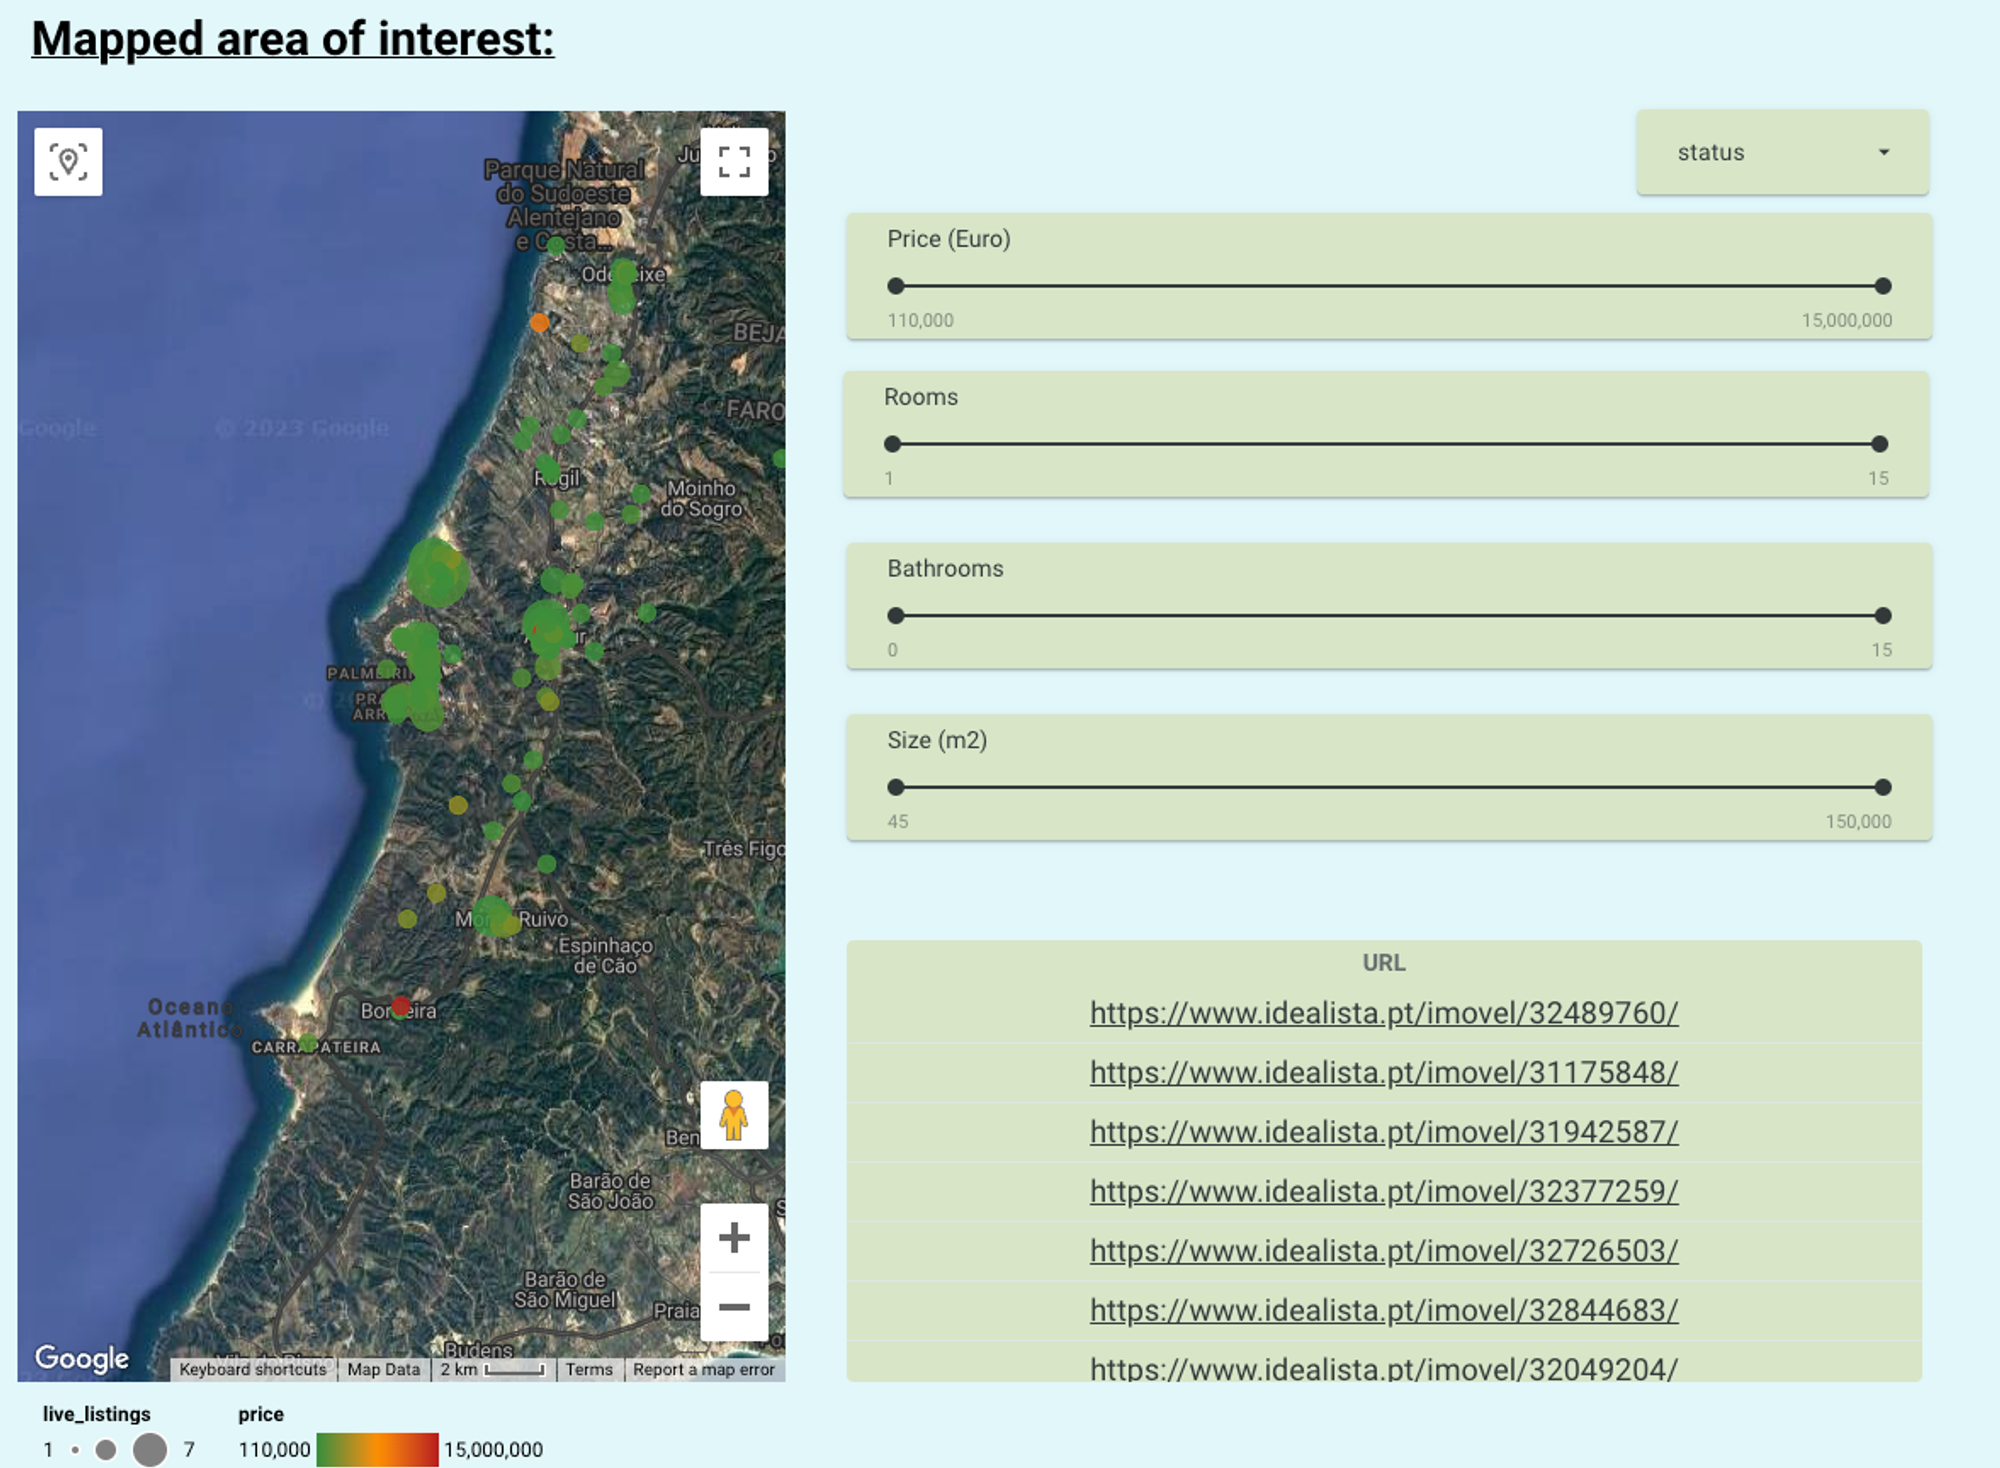 Mapped area of interest:
Parque Natural
do Sudoeste
Alentejano
e Costa...
BEJA
FARO
Google
© 2023 Google
Rogil
Moinho
do Sogro
Ruivo
Espinhaço
de Cão
Oceano
Atlântico
Bordeira
CARRAPATEIRA
Barão de
São João
Barão de
São Miguel
Praia
Budens
Três Figo
Ben
Google
Keyboard shortcuts
Map Data
2 km
Terms
Report a map error
live_listings
1
7
price
110,000
15,000,000
status
Price (Euro)
110,000
15,000,000
Rooms
1
15
Bathrooms
0
15
Size (m2)
45
150,000
URL
https://www.idealista.pt/imovel/32489760/
https://www.idealista.pt/imovel/31175848/
https://www.idealista.pt/imovel/31942587/
https://www.idealista.pt/imovel/32377259/
https://www.idealista.pt/imovel/32726503/
https://www.idealista.pt/imovel/32844683/
https://www.idealista.pt/imovel/32049204/